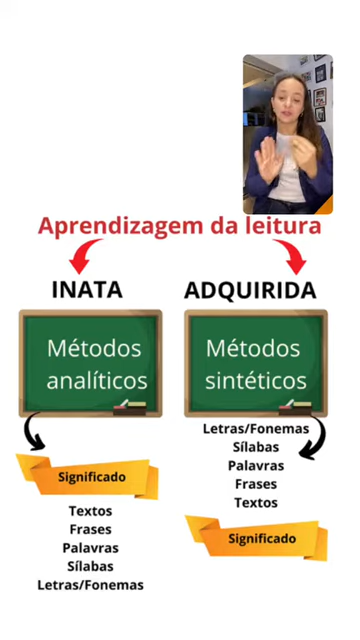 Aprendizagem da leitura
INATA
Métodos
analíticos
Significado
Textos
Frases
Palavras
Sílabas
Letras/Fonemas
ADQUIRIDA
Métodos
sintéticos
Letras/Fonemas
Sílabas
Palavras
Frases
Textos
Significado